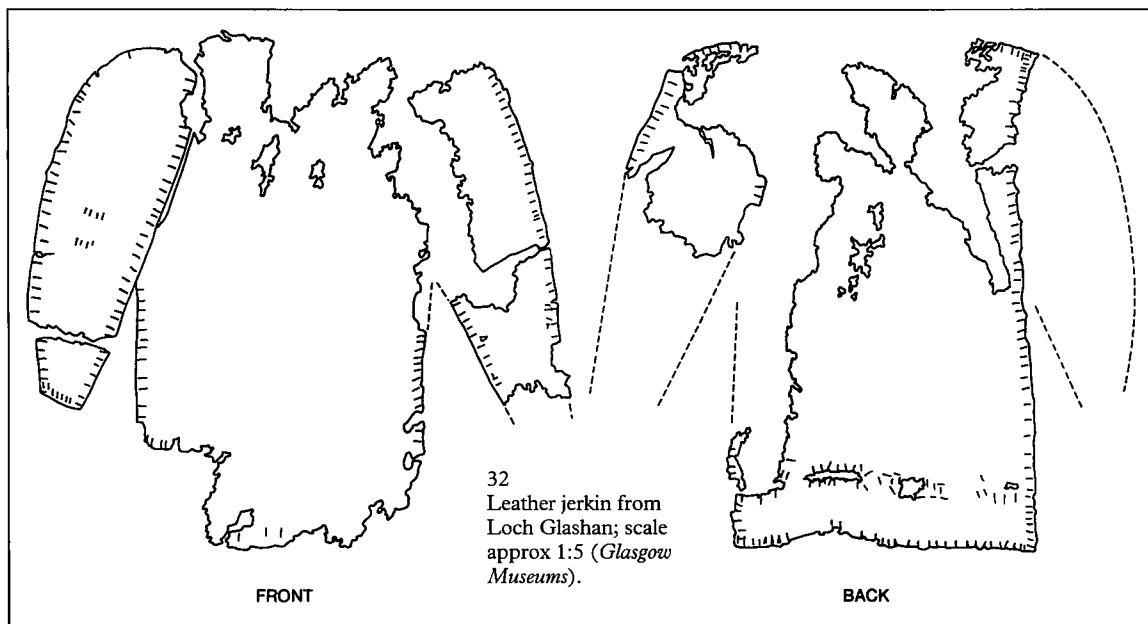 32
Leather jerkin from
Loch Glashan; scale
approx 1:5 (Glasgow
Museums).
FRONT
BACK